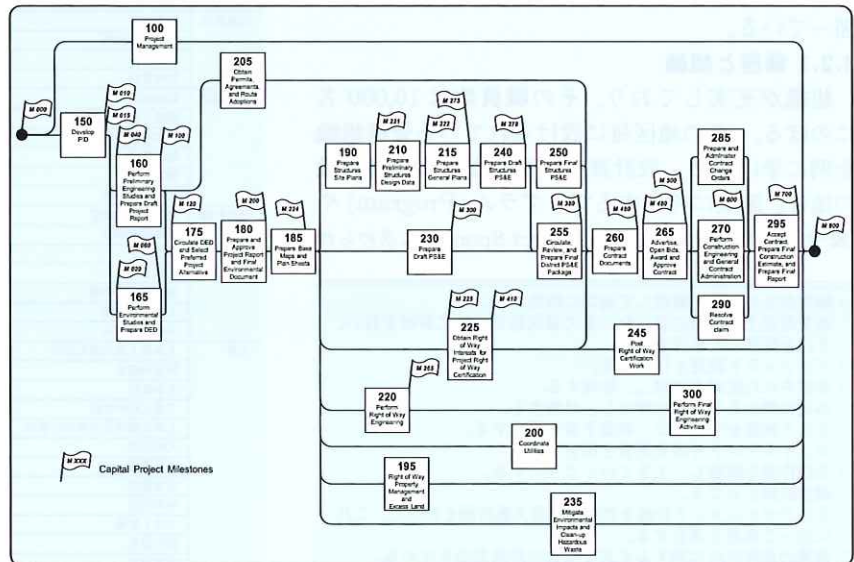 100
Project
Management
205
Obtain
Permits,
Agreements,
and Route
Adoptions
M 000
150
Develop
PID
M 010
M 015
M 040
M 100
160
Perform
Preliminary
Engineering
Studies and
Prepare Draft
Project
Report
M 120
175
Circulate DED
and Select
Preferred
Project
Alternative
M 020
165
Perform
Environmental
Studies and
Prepare DED
M 200
180
Prepare and
Approve
Project Report
and Final
Environmental
Document
M 224
185
Prepare Base
Maps and
Plan Sheets
190
Prepare
Structures
Site Plans
M 221
210
Prepare
Preliminary
Structures
Design Data
M 275
215
Prepare
Structures
General Plans
M 378
240
Prepare Draft
Structures
PS&E
250
Prepare Final
Structures
PS&E
M 300
230
Prepare
Draft PS&E
M 380
255
Circulate,
Review, and
Prepare Final
District PS&E
Package
260
Prepare
Contract
Documents
M 500
265
Advertise,
Open Bids,
Award and
Approve
Contract
285
Prepare and
Administer
Contract
Change
Orders
M 600
270
Perform
Construction
Engineering
and General
Contract
Administration
290
Resolve
Contract
claim
M 700
295
Accept
Contract,
Prepare Final
Construction
Estimate, and
Prepare Final
Report
M 800
M 225
M 410
225
Obtain Right
of Way
Interests for
Project Right
of Way
Certification
245
Post
Right of Way
Certification
Work
220
Perform
Right of Way
Engineering
300
Perform Final
Right of Way
Engineering
Activities
200
Coordinate
Utilities
195
Right of Way
Property
Management
and
Excess Land
235
Mitigate
Environmental
Impacts and
Clean-up
Hazardous
Waste
M XXX
Capital Project Milestones